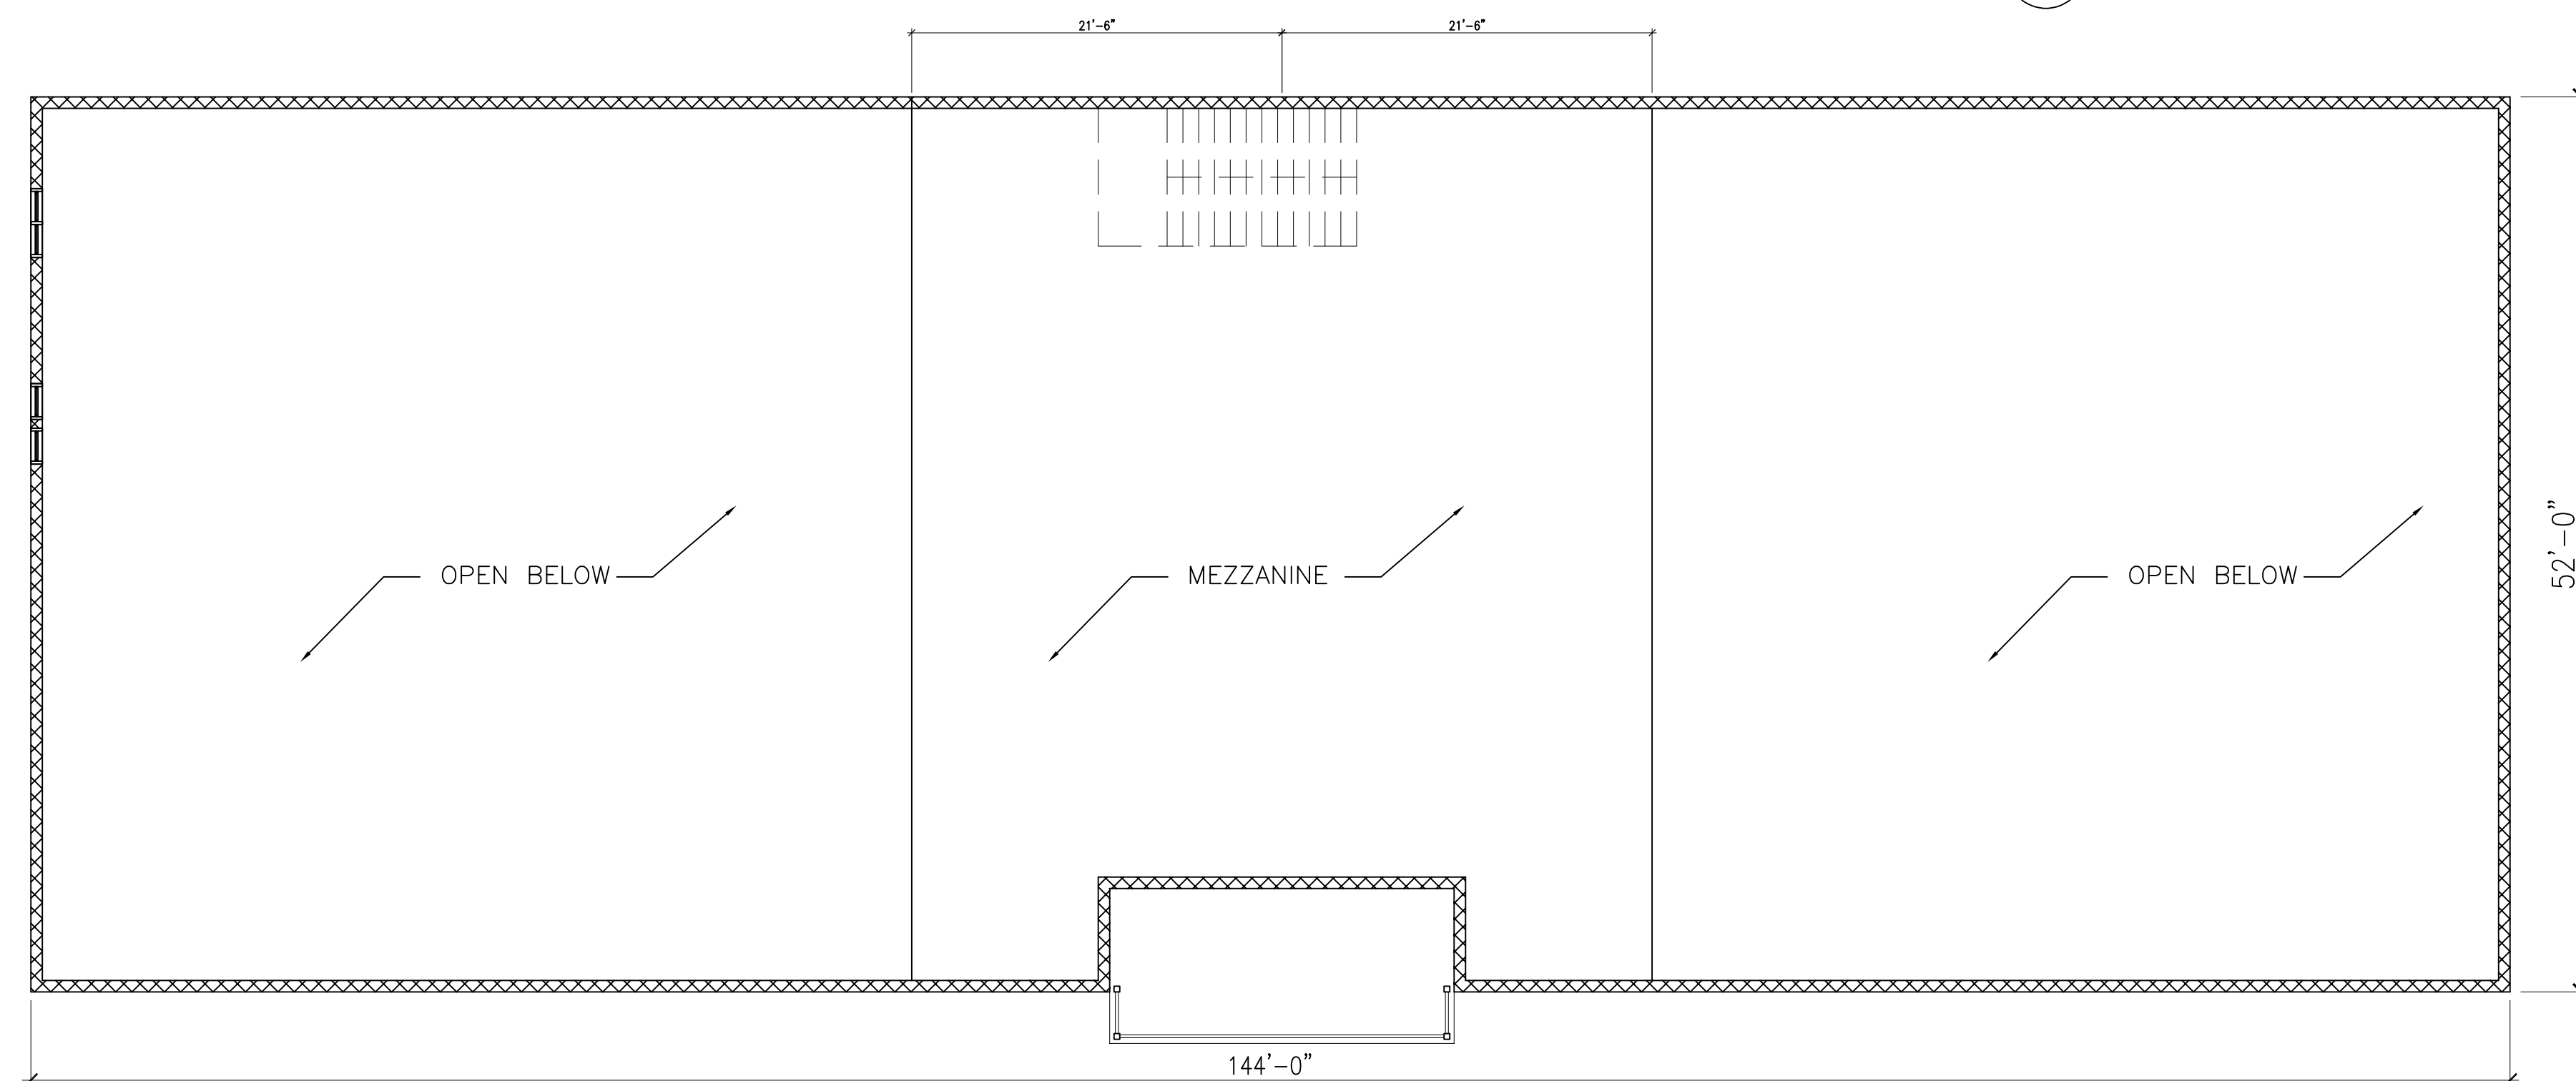 21'-6" 21'-6"
OPEN BELOW
MEZZANINE
OPEN BELOW
52'-0"
144'-0"